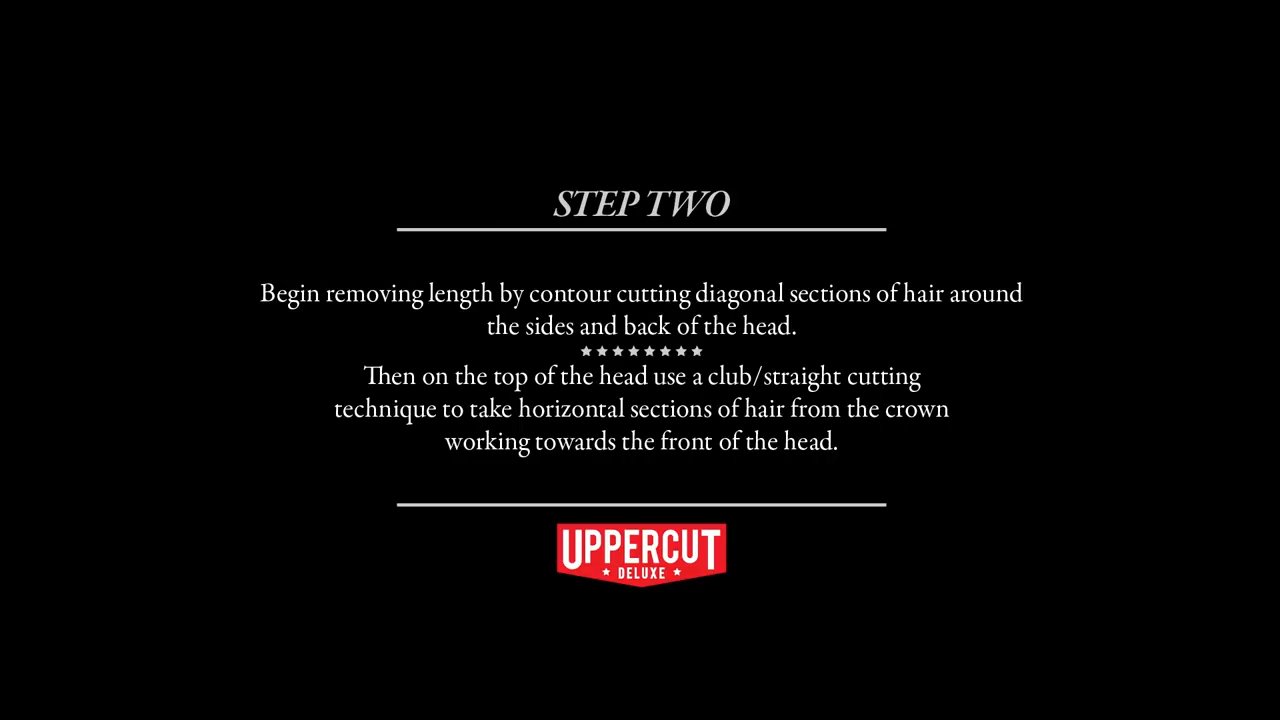 STEP TWO
Begin removing length by contour cutting diagonal sections of hair around
the sides and back of the head.
Then on the top of the head use a club/straight cutting
technique to take horizontal sections of hair from the crown
working towards the front of the head.
UPPERCUT
DELUXE